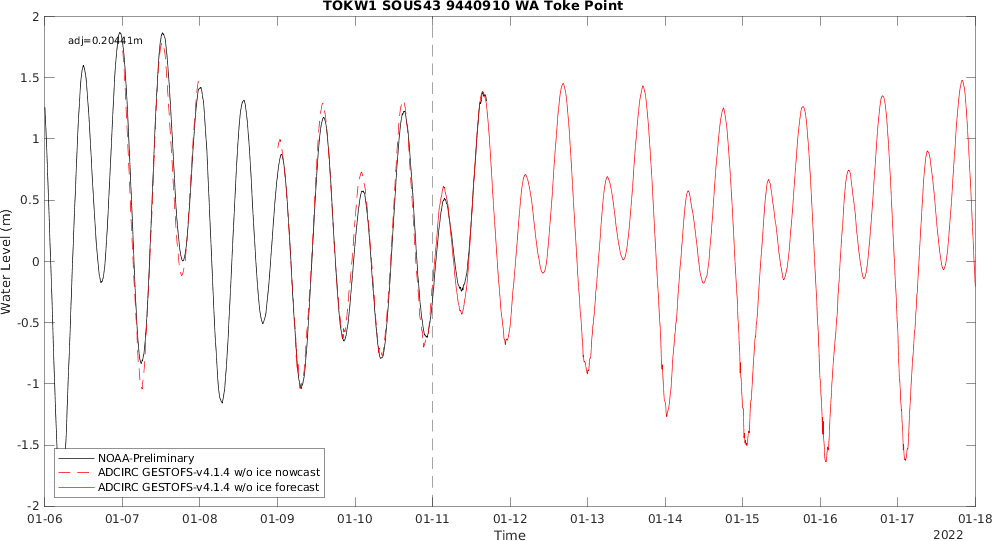 TOKW1 SOUS43 9440910 WA Toke Point
adj=0.20441m
Water Level (m)
2
1.5
1
0.5
0
-0.5
-1
-1.5
-2
NOAA-Preliminary
ADCIRC GESTOFS-v4.1.4 w/o ice nowcast
ADCIRC GESTOFS-v4.1.4 w/o ice forecast
01-06 01-07 01-08 01-09 01-10 01-11 01-12 01-13 01-14 01-15 01-16 01-17 01-18
Time
2022